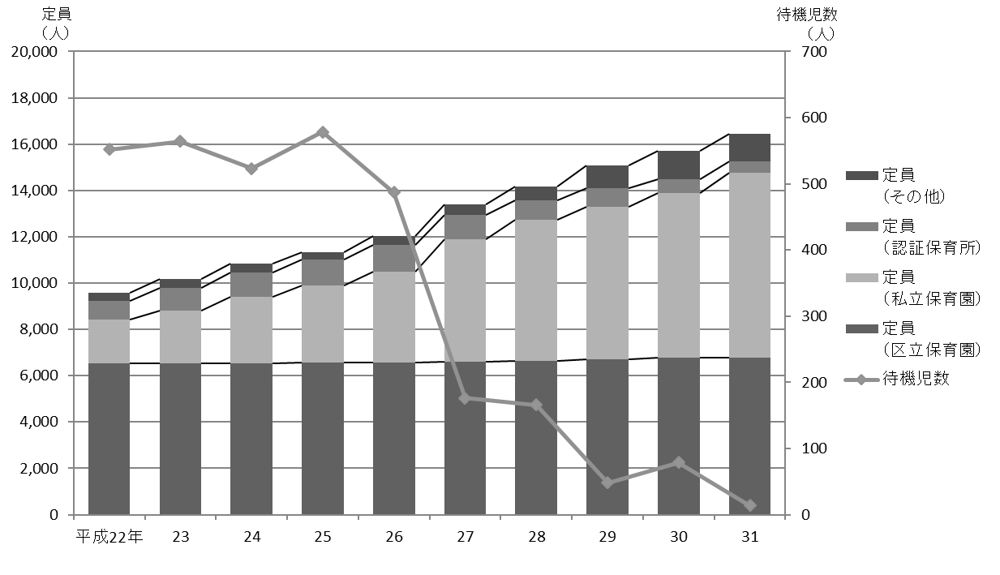 定員
（人）
待機児数
（人）
20,000
18,000
16,000
14,000
12,000
10,000
8,000
6,000
4,000
2,000
0
700
600
500
400
300
200
100
0
平成22年 23 24 25 26 27 28 29 30 31
定員
（その他）
定員
（認証保育所）
定員
（私立保育園）
定員
（区立保育園）
待機児数